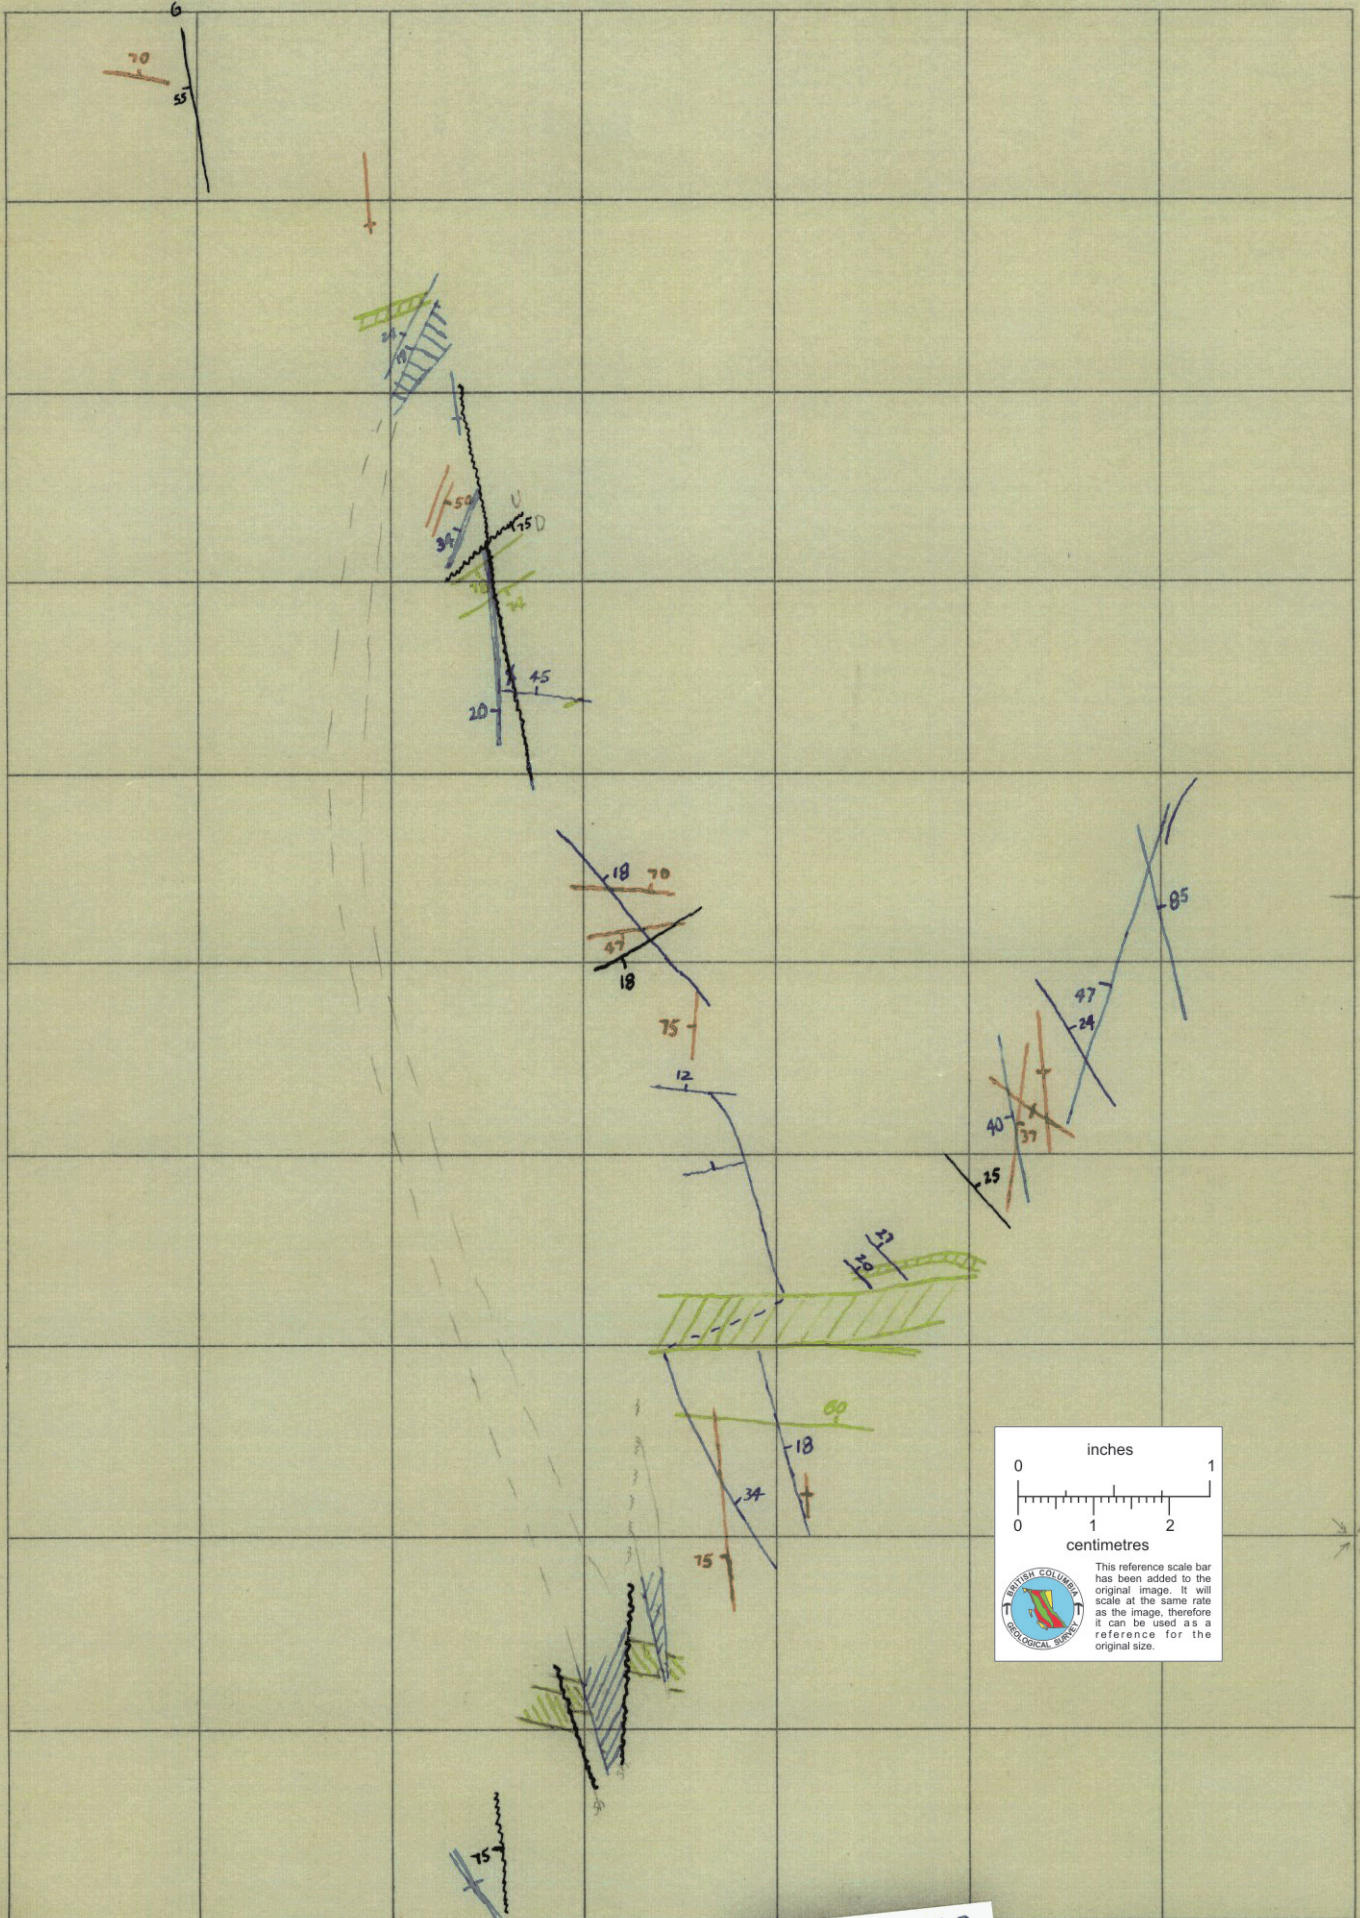 6
70
55
50
34
U
75 D
45
20
18
70
47
18
75
12
85
47
24
40
37
25
27
20
60
18
34
75
75
inches
0 1
0 1 2
centimetres
BRITISH COLUMBIA
GEOLOGICAL SURVEY
This reference scale bar
has been added to the
original image. It will
scale at the same rate
as the image, therefore
it can be used as a
reference for the
original size.